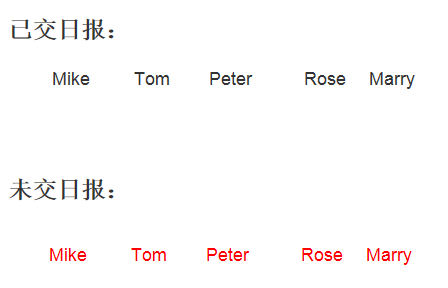 已交日报：
Mike Tom Peter Rose Marry
未交日报：
Mike Tom Peter Rose Marry